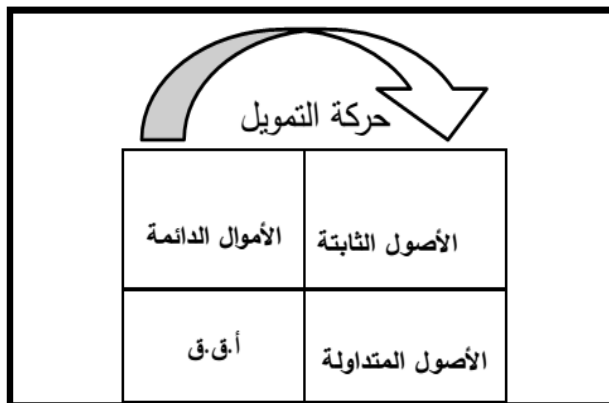 حركة التمويل
الأصول الثابتة
الأموال الدائمة
الأصول المتداولة
أ.ق.ق